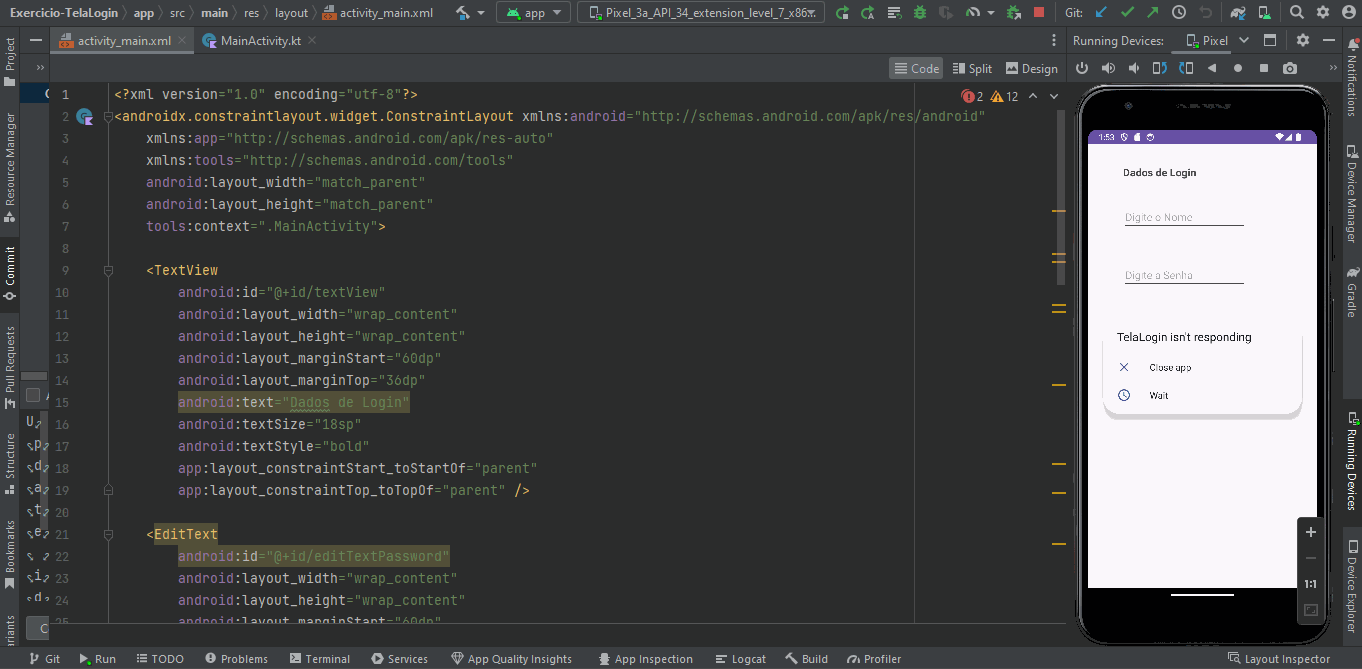 Exercicio-TelaLogin > app > src > main > res > layout > activity_main.xml
app
Pixel_3a_API_34_extension_level_7_x86
Git:
activity_main.xml
MainActivity.kt
Running Devices:
Pixel
Code
Split
Design
2
12
1 <?xml version="1.0" encoding="utf-8"?>
2 <androidx.constraintlayout.widget.ConstraintLayout xmlns:android="http://schemas.android.com/apk/res/android"
3 xmlns:app="http://schemas.android.com/apk/res-auto"
4 xmlns:tools="http://schemas.android.com/tools"
5 android:layout_width="match_parent"
6 android:layout_height="match_parent"
7 tools:context=".MainActivity">
8
9 <TextView
10 android:id="@+id/textView"
11 android:layout_width="wrap_content"
12 android:layout_height="wrap_content"
13 android:layout_marginStart="60dp"
14 android:layout_marginTop="36dp"
15 android:text="Dados de Login"
16 android:textSize="18sp"
17 android:textStyle="bold"
18 app:layout_constraintStart_toStartOf="parent"
19 app:layout_constraintTop_toTopOf="parent" />
20
21 <EditText
22 android:id="@+id/editTextPassword"
23 android:layout_width="wrap_content"
24 android:layout_height="wrap_content"
25 android:layout_marginStart="60dp"
Project
Resource Manager
Commit
Pull Requests
Structure
Bookmarks
1:53
Dados de Login
Digite o Nome
Digite a Senha
TelaLogin isn't responding
Close app
Wait
1:1
Notifications
Device Manager
Gradle
Running Devices
Device Explorer
Git
Run
TODO
Problems
Terminal
Services
App Quality Insights
App Inspection
Logcat
Build
Profiler
Layout Inspector